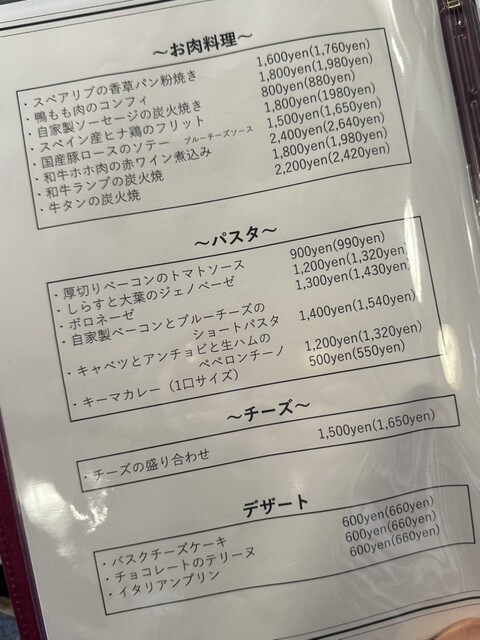 ～お肉料理～
・スペアリブの香草パン粉焼き 1,600yen(1,760yen)
・鴨もも肉のコンフィ 1,800yen(1,980yen)
・自家製ソーセージの炭火焼き 800yen(880yen)
・スペイン産ヒナ鶏のフリット 1,800yen(1980yen)
・国産豚ロースのソテー ブルーチーズソース 1,500yen(1,650yen)
・和牛ホホ肉の赤ワイン煮込み 2,400yen(2,640yen)
・和牛ランプの炭火焼 1,800yen(1,980yen)
・牛タンの炭火焼 2,200yen(2,420yen)
～パスタ～
・厚切りベーコンのトマトソース 900yen(990yen)
・しらすと大葉のジェノベーゼ 1,200yen(1,320yen)
・ボロネーゼ 1,300yen(1,430yen)
・自家製ベーコンとブルーチーズの
ショートパスタ 1,400yen(1,540yen)
・キャベツとアンチョビと生ハムの
ペペロンチーノ 1,200yen(1,320yen)
・キーマカレー（1口サイズ） 500yen(550yen)
～チーズ～
・チーズの盛り合わせ 1,500yen(1,650yen)
デザート
・バスクチーズケーキ 600yen(660yen)
・チョコレートのテリーヌ 600yen(660yen)
・イタリアンプリン 600yen(660yen)